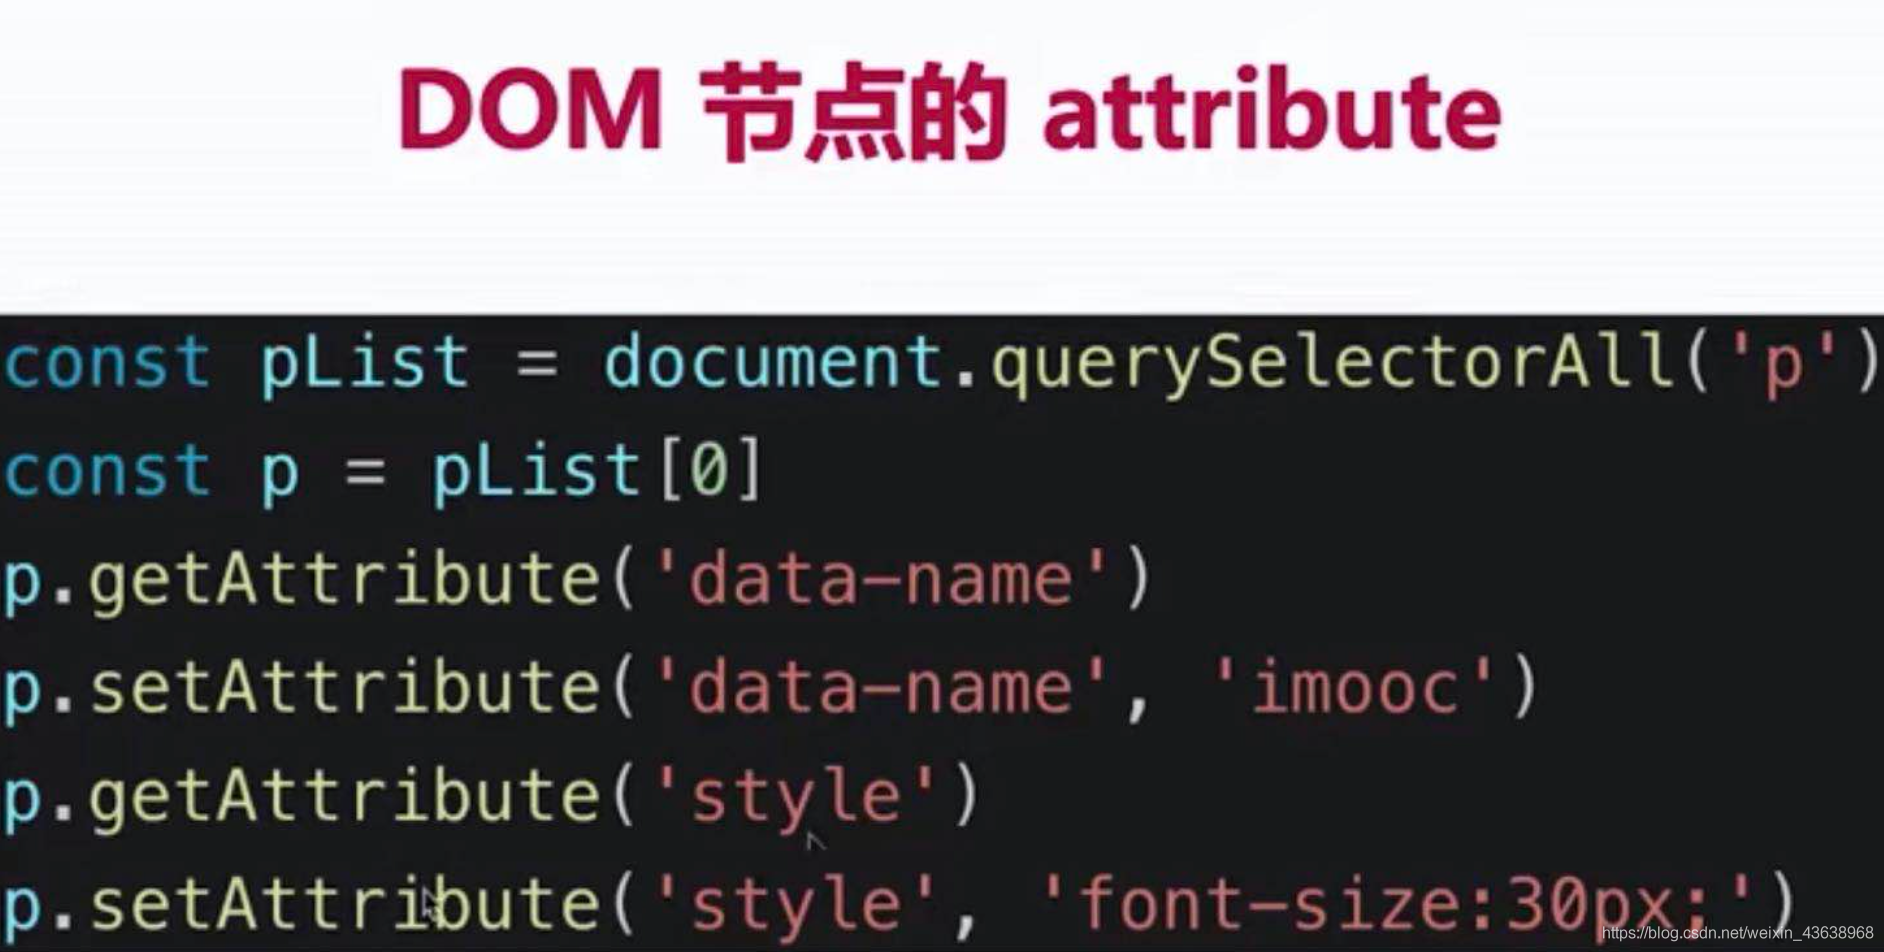 DOM 节点的 attribute
const pList = document.querySelectorAll('p')
const p = pList[0]
p.getAttribute('data-name')
p.setAttribute('data-name', 'imooc')
p.getAttribute('style')
p.setAttribute('style', 'font-size:30px;')
https://blog.csdn.net/weixin_43638968